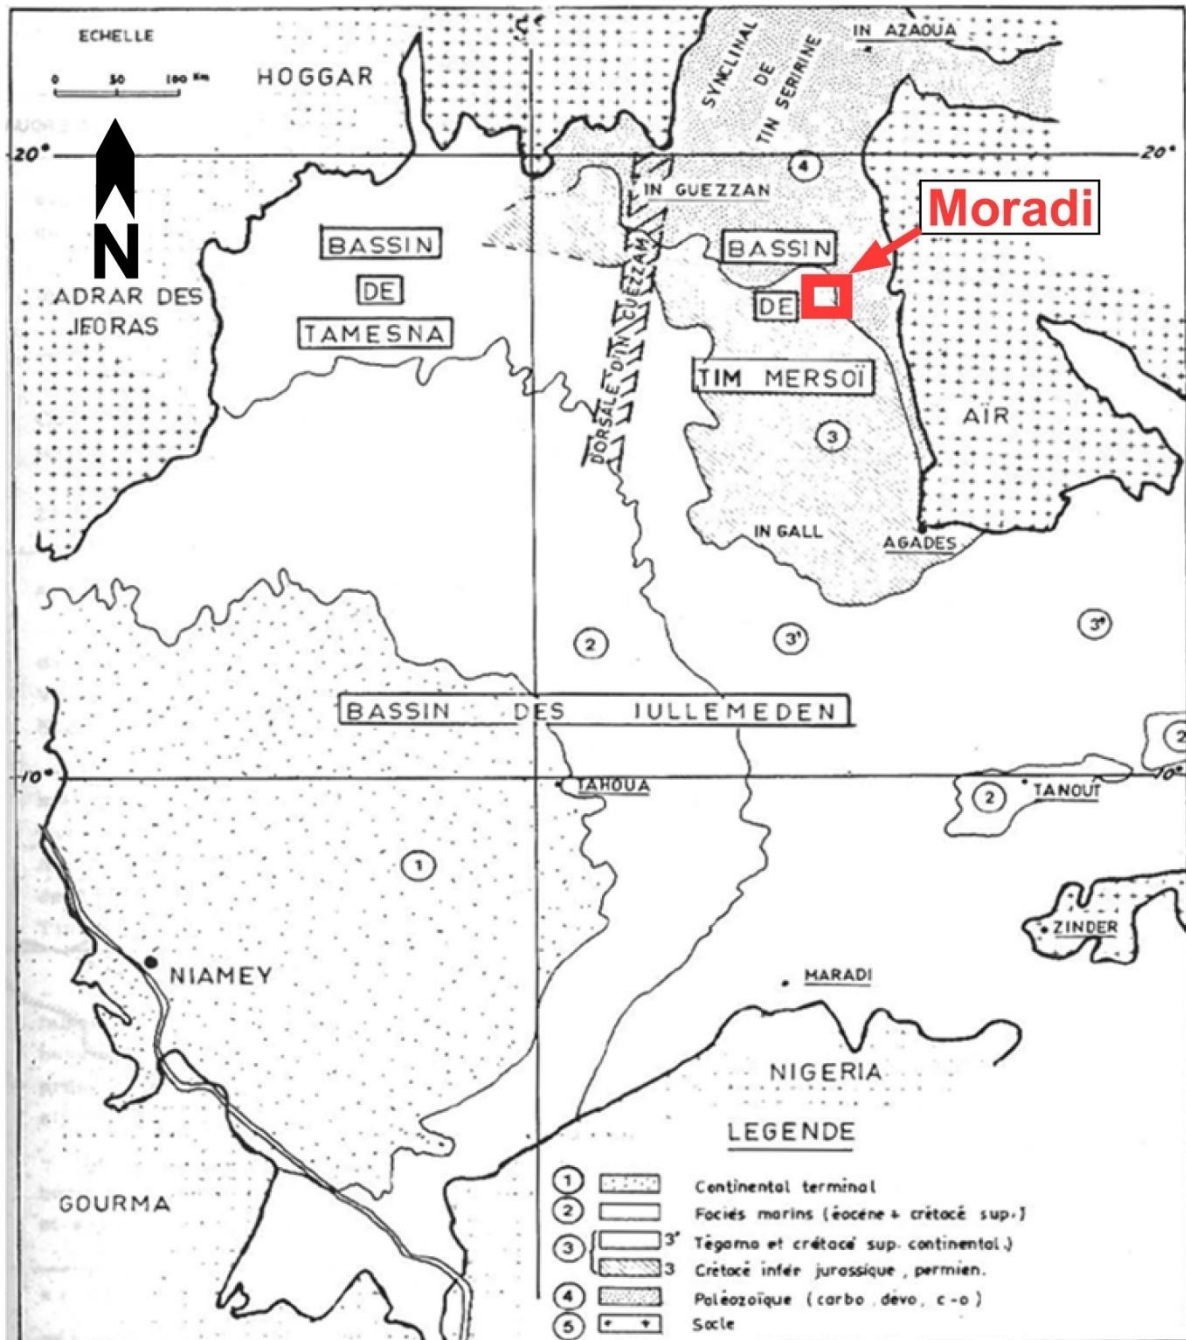 ECHELLE
0 50 100 Km
HOGGAR
IN AZAOUA
SYNCLINAL
DE
TIN SERIRINE
20°
20°
4
N
IN GUEZZAN
Moradi
BASSIN
DE
TAMESNA
BASSIN
DE
TIM MERSOÏ
ADRAR DES
IFORAS
DORSALE D'IN GUEZZAM
AÏR
3
IN GALL
AGADES
2
3'
3'
BASSIN DES IULLEMEDEN
2
10°
10°
TAHOUA
TANOUT
2
1
ZINDER
NIAMEY
MARADI
NIGERIA
GOURMA
LEGENDE
1 Continental terminal
2 Faciés marins (éocène + crétacé sup.)
3 3' Tégama et crétacé sup. continental.)
3 Crétacé infér jurassique, permien.
4 Paléozoïque (carbo. dévo, c-o)
5 Socle